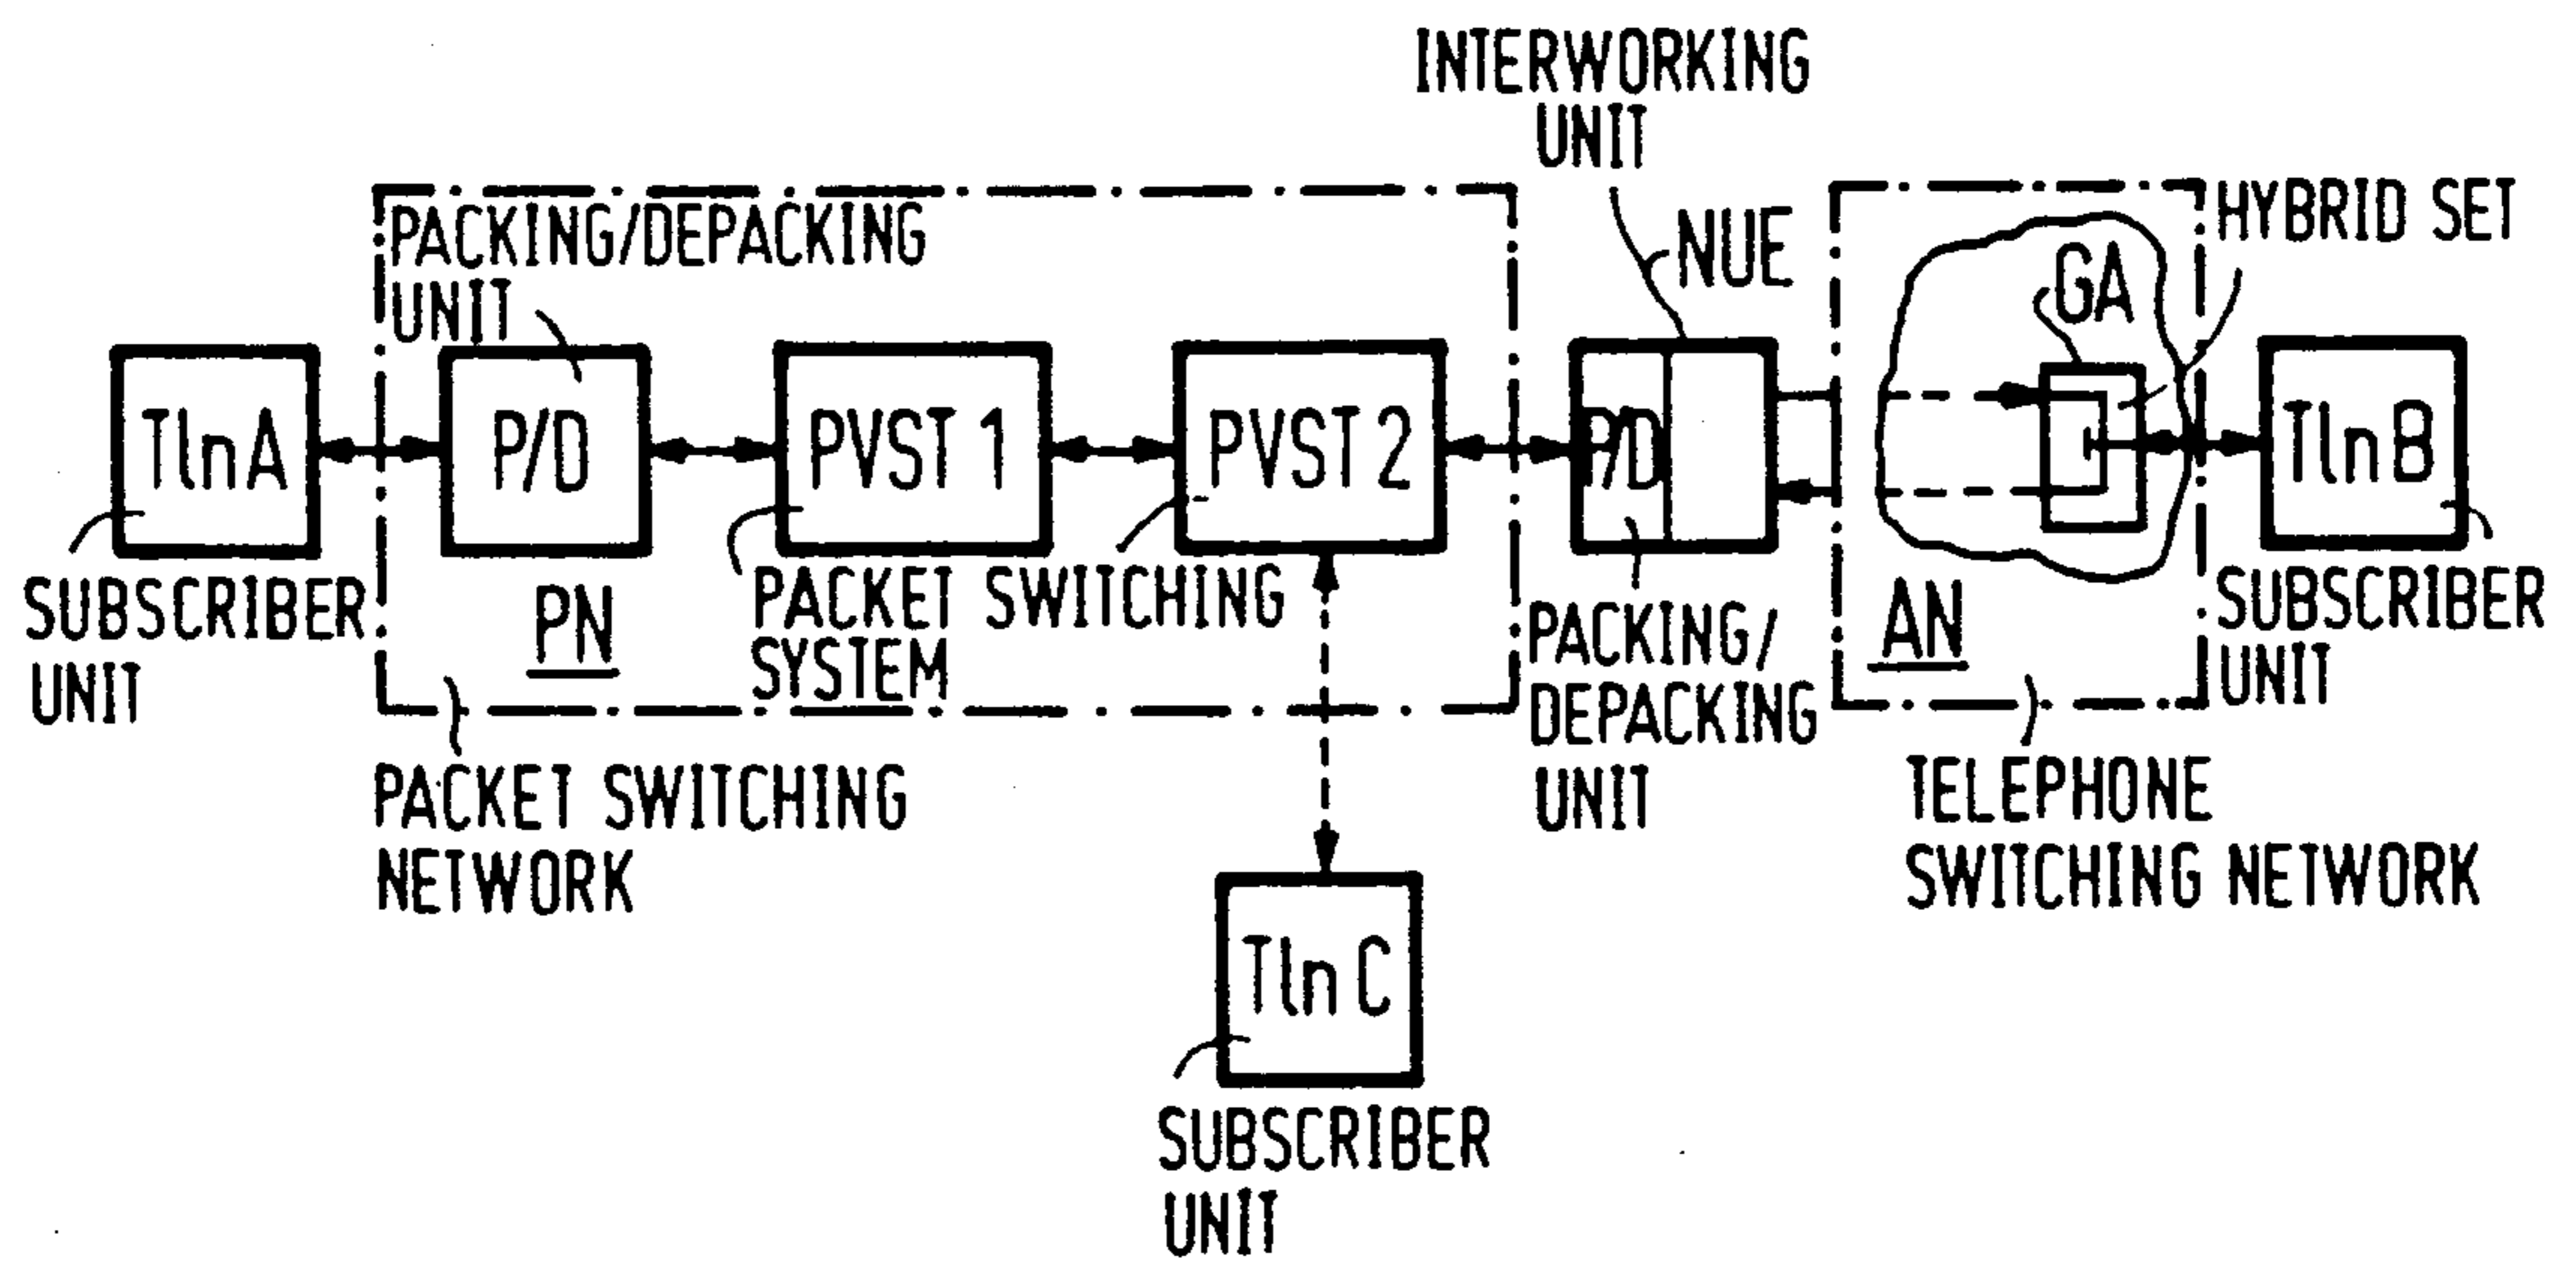 INTERWORKING
UNIT
PACKING/DEPACKING
UNIT
NUE
HYBRID SET
GA
TlnA
P/D
PVST 1
PVST 2
P/D
TlnB
SUBSCRIBER
UNIT
PN
PACKET SWITCHING
SYSTEM
PACKING/
DEPACKING
UNIT
AN
SUBSCRIBER
UNIT
PACKET SWITCHING
NETWORK
TELEPHONE
SWITCHING NETWORK
TlnC
SUBSCRIBER
UNIT